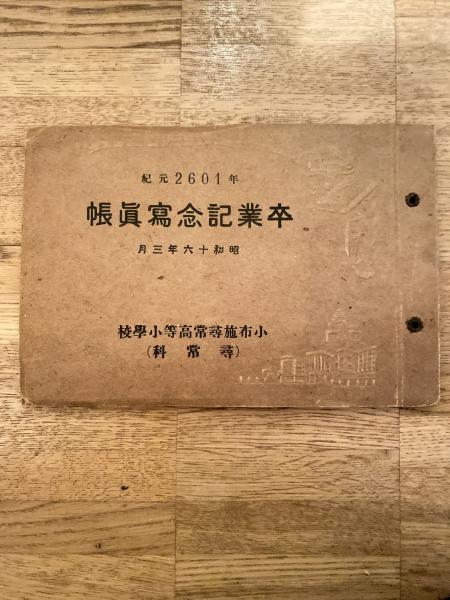 紀元2601年
卒業記念寫眞帳
昭和十六年三月
小布施尋常高等小學校
(尋常科)